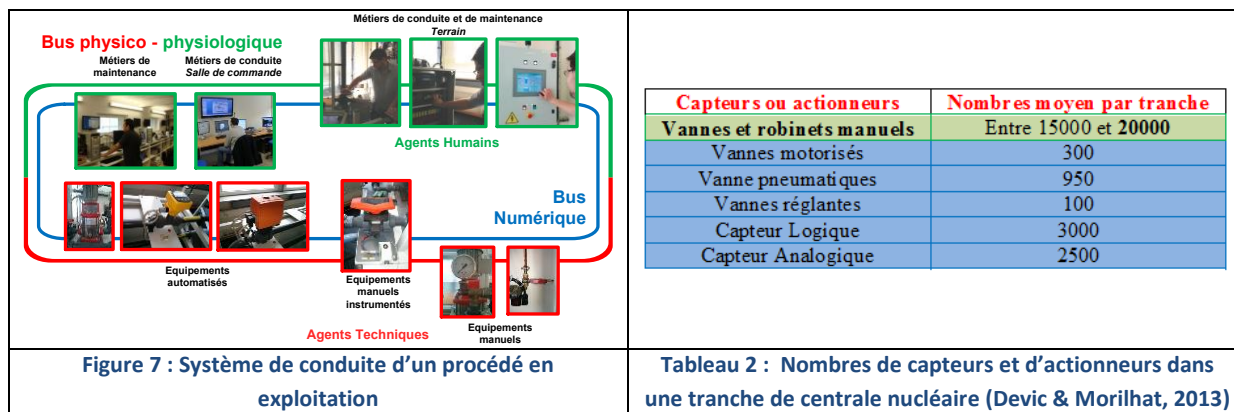 Métiers de conduite et de maintenance
Terrain
Bus physico - physiologique
Métiers de
maintenance
Métiers de conduite
Salle de commande
Agents Humains
Bus
Numérique
Equipements
automatisés
Equipements
manuels
instrumentés
Agents Techniques
Equipements
manuels
Figure 7 : Système de conduite d’un procédé en
exploitation
Capteurs ou actionneurs Nombres moyen par tranche
Vannes et robinets manuels Entre 15000 et 20000
Vannes motorisés 300
Vanne pneumatiques 950
Vannes réglantes 100
Capteur Logique 3000
Capteur Analogique 2500
Tableau 2 : Nombres de capteurs et d’actionneurs dans
une tranche de centrale nucléaire (Devic & Morilhat, 2013)